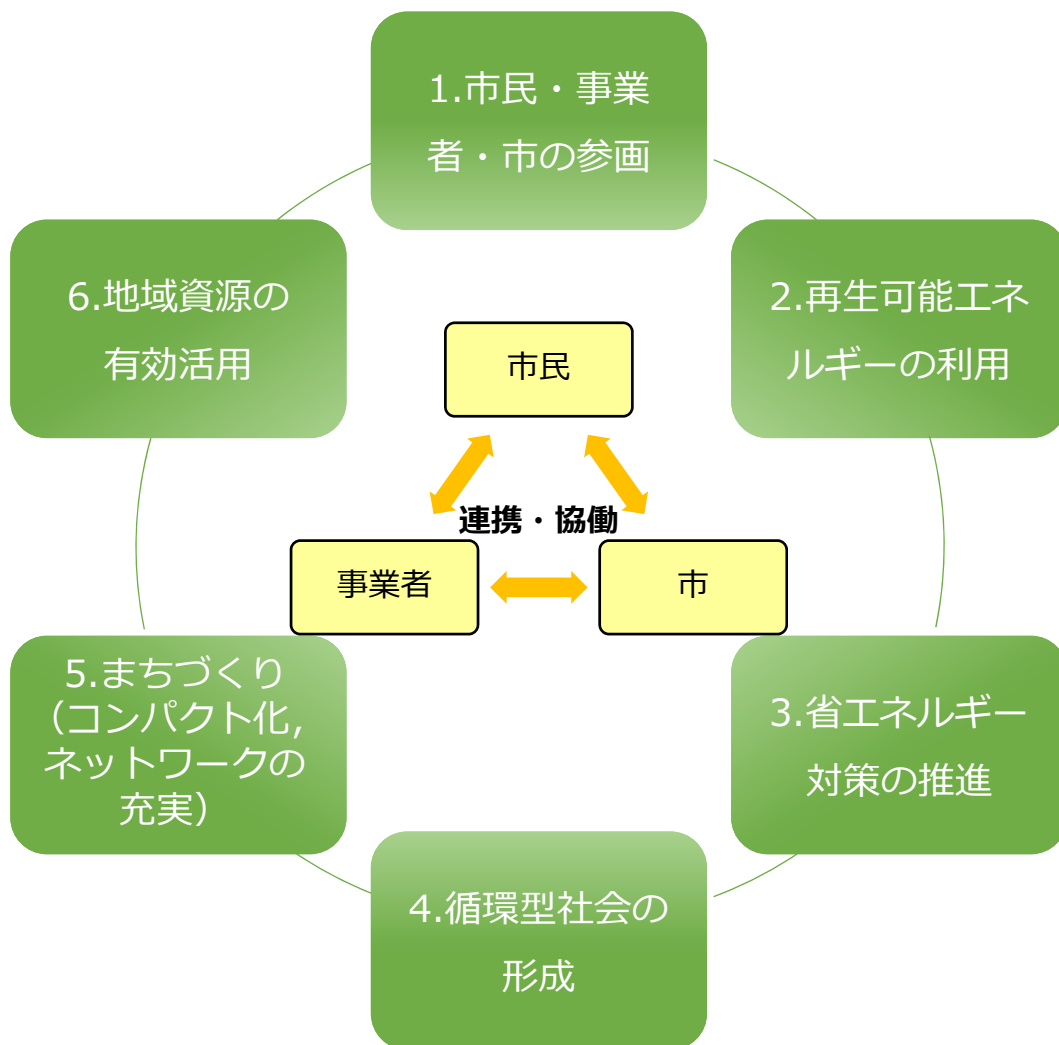 1.市民・事業
者・市の参画
2.再生可能エネ
ルギーの利用
3.省エネルギー
対策の推進
4.循環型社会の
形成
5.まちづくり
（コンパクト化,
ネットワークの
充実）
6.地域資源の
有効活用
市民
連携・協働
事業者
市